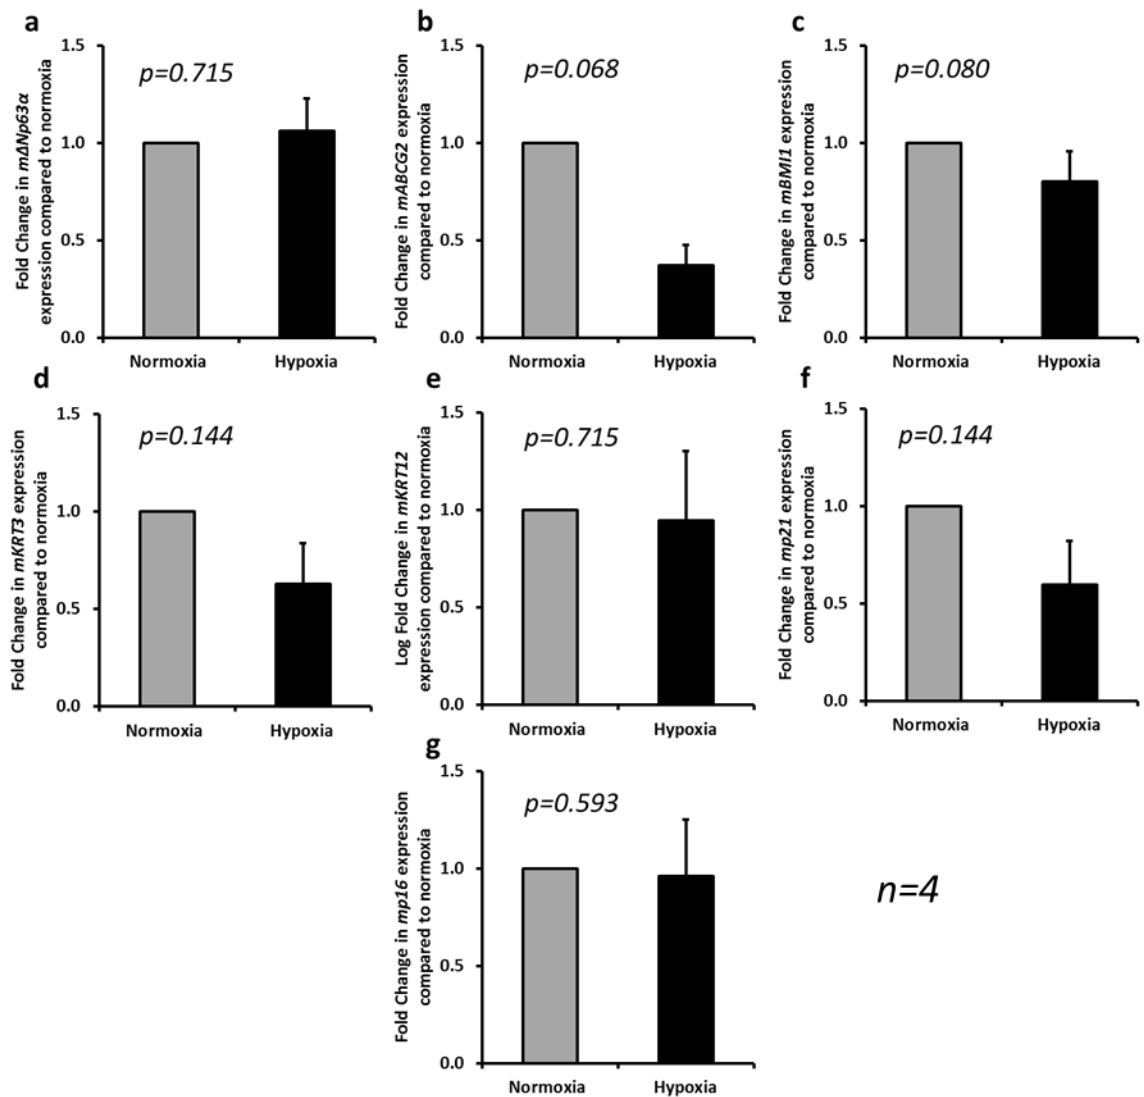 a
Fold Change in mΔNp63α
expression compared to normoxia
1.5
1.0
0.5
0.0
p=0.715
Normoxia
Hypoxia
b
Fold Change in mABCG2 expression
compared to normoxia
1.5
1.0
0.5
0.0
p=0.068
Normoxia
Hypoxia
c
Fold Change in mBMI1 expression
compared to normoxia
1.5
1.0
0.5
0.0
p=0.080
Normoxia
Hypoxia
d
Fold Change in mKRT3 expression
compared to normoxia
1.5
1.0
0.5
0.0
p=0.144
Normoxia
Hypoxia
e
Log Fold Change in mKRT12
expression compared to normoxia
1.5
1.0
0.5
0.0
p=0.715
Normoxia
Hypoxia
f
Fold Change in mp21 expression
compared to normoxia
1.5
1.0
0.5
0.0
p=0.144
Normoxia
Hypoxia
g
Fold Change in mp16 expression
compared to normoxia
1.5
1.0
0.5
0.0
p=0.593
Normoxia
Hypoxia
n=4